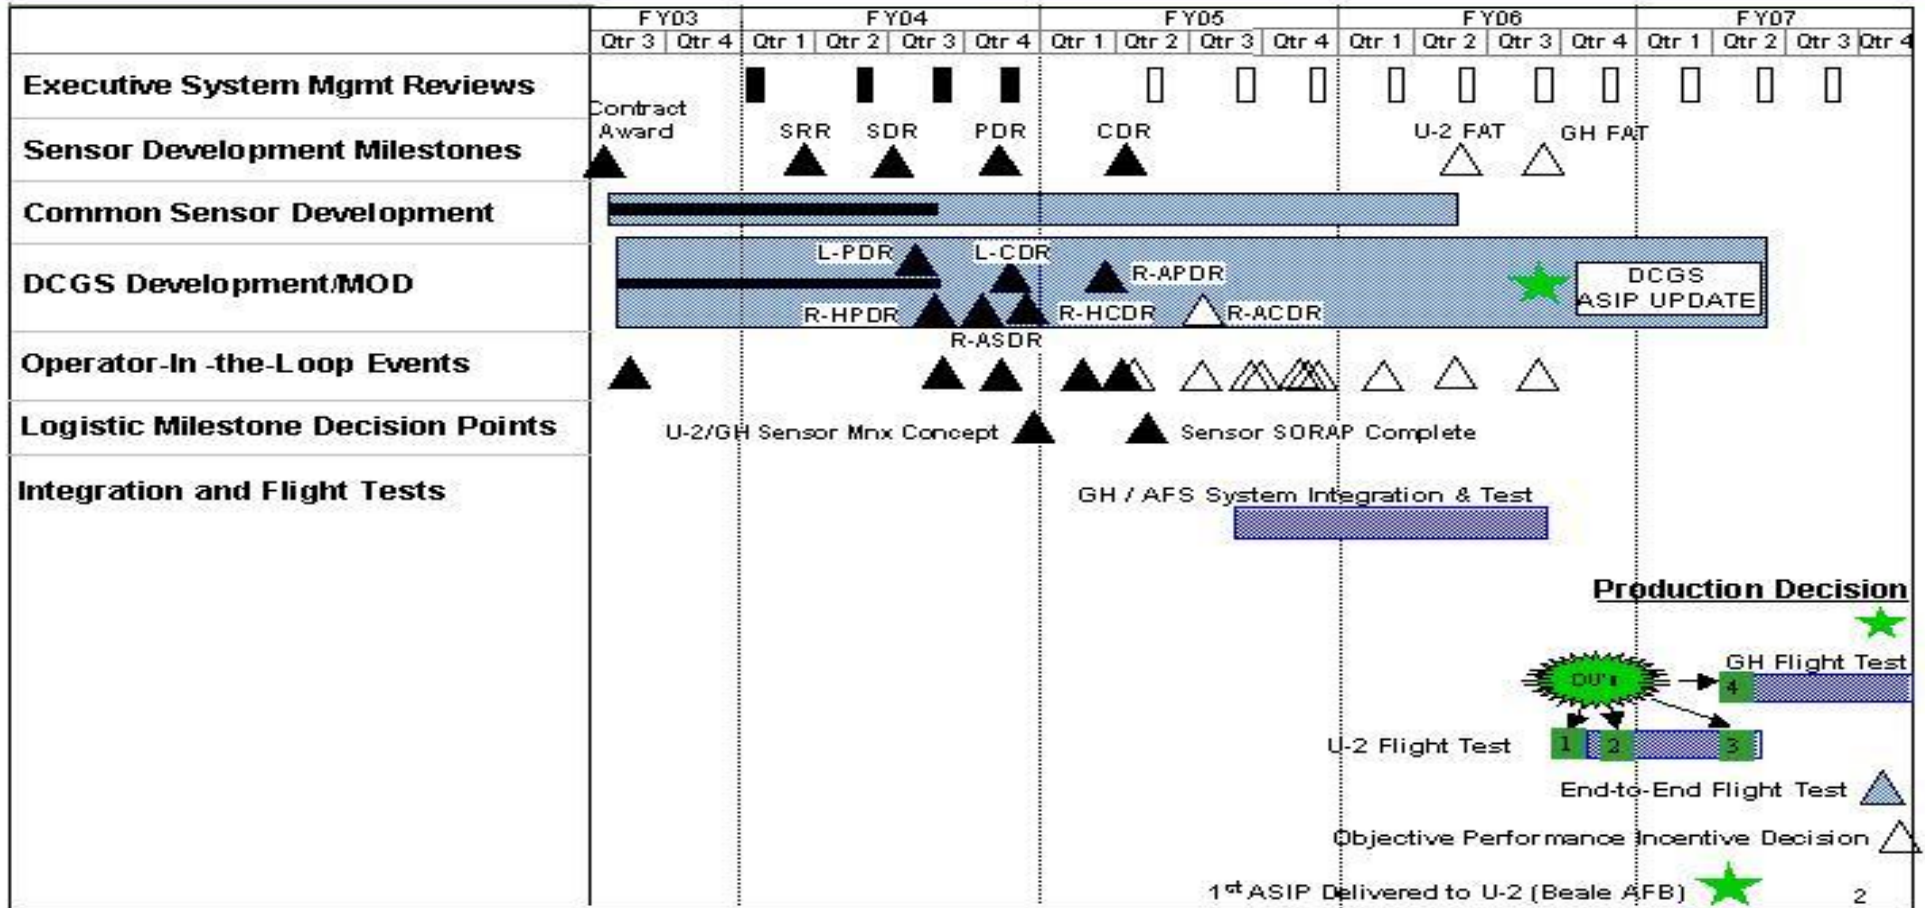 FY03 FY04 FY05 FY06 FY07
Qtr 3 Qtr 4 Qtr 1 Qtr 2 Qtr 3 Qtr 4 Qtr 1 Qtr 2 Qtr 3 Qtr 4 Qtr 1 Qtr 2 Qtr 3 Qtr 4 Qtr 1 Qtr 2 Qtr 3 Qtr 4
Executive System Mgmt Reviews
Contract
Award SRR SDR PDR CDR U-2 FAT GH FAT
Sensor Development Milestones
Common Sensor Development
L-PDR L-CDR
R-APDR DCGS
DCGS Development/MOD
ASIP UPDATE
R-HPDR R-HCDR R-ACDR
R-ASDR
Operator-In -the-Loop Events
Logistic Milestone Decision Points
U-2/GH Sensor Mnx Concept Sensor SORAP Complete
Integration and Flight Tests
GH / AFS System Integration & Test
Production Decision
GH Flight Test
4
U-2 Flight Test 1 2 3
End-to-End Flight Test
Objective Performance Incentive Decision
1st ASIP Delivered to U-2 (Beale AFB)
2